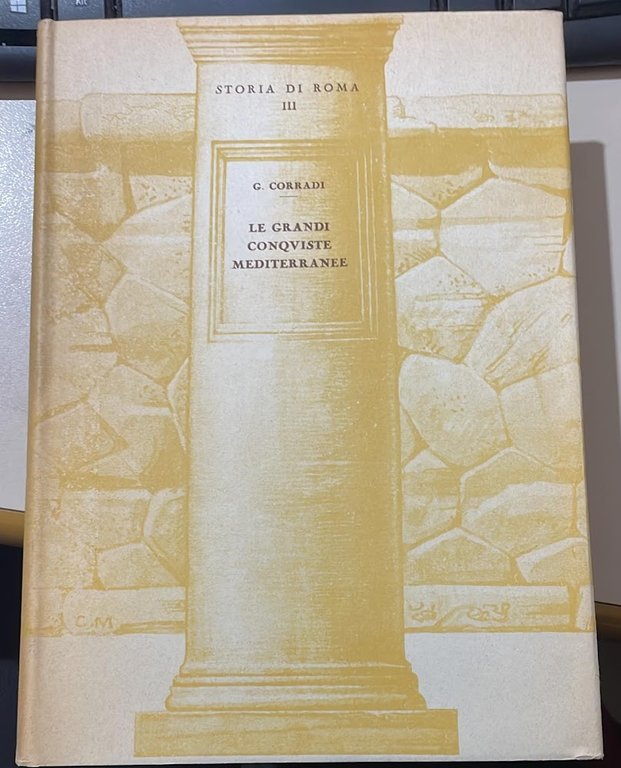 STORIA DI ROMA
III
G. CORRADI
LE GRANDI
CONQVISTE
MEDITERRANEE
C.M